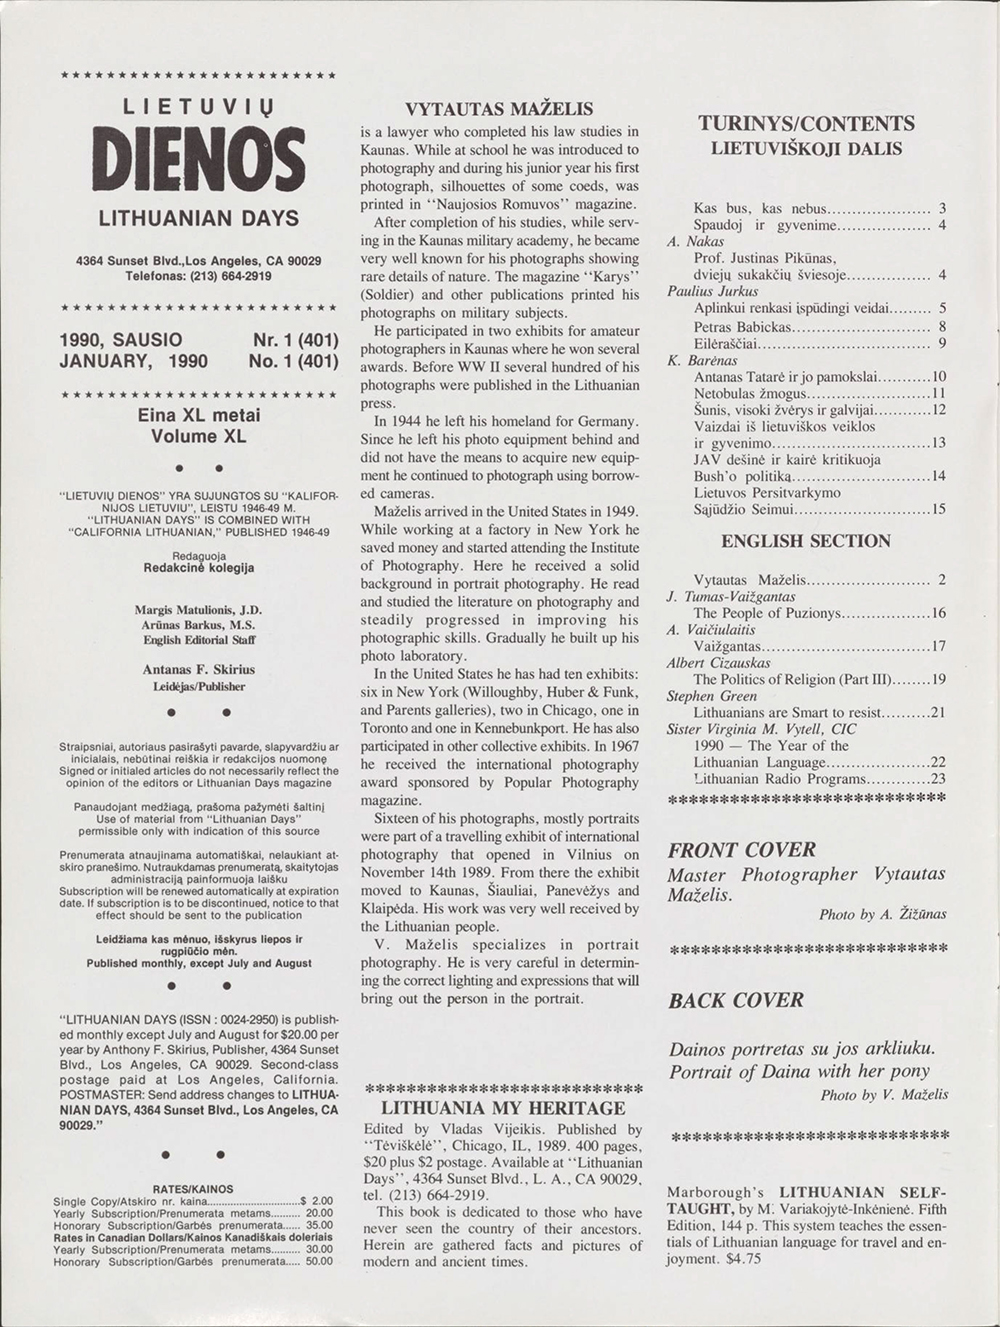 ★★★★★★★★★★★★★★★★★★★★★★★★
LIETUVIŲ
DIENOS
LITHUANIAN DAYS
4364 Sunset Blvd.,Los Angeles, CA 90029
Telefonas: (213) 664-2919
★★★★★★★★★★★★★★★★★★★★★★★★
1990, SAUSIO Nr. 1 (401)
JANUARY, 1990 No. 1 (401)
★★★★★★★★★★★★★★★★★★★★★★★★
Eina XL metai
Volume XL
● ●
"LIETUVIŲ DIENOS" YRA SUJUNGTOS SU "KALIFOR-
NIJOS LIETUVIU", LEISTU 1946-49 M.
"LITHUANIAN DAYS" IS COMBINED WITH
"CALIFORNIA LITHUANIAN," PUBLISHED 1946-49
Redaguoja
Redakcinė kolegija
Margis Matulionis, J.D.
Arūnas Barkus, M.S.
English Editorial Staff
Antanas F. Skirius
Leidėjas/Publisher
● ●
Straipsniai, autoriaus pasirašyti pavarde, slapyvardžiu ar
inicialais, nebūtinai reiškia ir redakcijos nuomonę
Signed or initialed articles do not necessarily reflect the
opinion of the editors or Lithuanian Days magazine
Panaudojant medžiagą, prašoma pažymėti šaltinį
Use of material from "Lithuanian Days"
permissible only with indication of this source
Prenumerata atnaujinama automatiškai, nelaukiant at-
skiro pranešimo. Nutraukdamas prenumeratą, skaitytojas
administraciją painformuoja laišku
Subscription will be renewed automatically at expiration
date. If subscription is to be discontinued, notice to that
effect should be sent to the publication
Leidžiama kas mėnuo, išskyrus liepos ir
rugpiūčio mėn.
Published monthly, except July and August
● ●
"LITHUANIAN DAYS (ISSN : 0024-2950) is publish-
ed monthly except July and August for $20.00 per
year by Anthony F. Skirius, Publisher, 4364 Sunset
Blvd., Los Angeles, CA 90029. Second-class
postage paid at Los Angeles, California.
POSTMASTER: Send address changes to LITHUA-
NIAN DAYS, 4364 Sunset Blvd., Los Angeles, CA
90029."
● ●
RATES/KAINOS
Single Copy/Atskiro nr. kaina..............................$ 2.00
Yearly Subscription/Prenumerata metams.......... 20.00
Honorary Subscription/Garbės prenumerata...... 35.00
Rates in Canadian Dollars/Kainos Kanadiškais doleriais
Yearly Subscription/Prenumerata metams.......... 30.00
Honorary Subscription/Garbės prenumerata..... 50.00
VYTAUTAS MAŽELIS
is a lawyer who completed his law studies in
Kaunas. While at school he was introduced to
photography and during his junior year his first
photograph, silhouettes of some coeds, was
printed in "Naujosios Romuvos" magazine.
After completion of his studies, while serv-
ing in the Kaunas military academy, he became
very well known for his photographs showing
rare details of nature. The magazine "Karys"
(Soldier) and other publications printed his
photographs on military subjects.
He participated in two exhibits for amateur
photographers in Kaunas where he won several
awards. Before WW II several hundred of his
photographs were published in the Lithuanian
press.
In 1944 he left his homeland for Germany.
Since he left his photo equipment behind and
did not have the means to acquire new equip-
ment he continued to photograph using borrow-
ed cameras.
Maželis arrived in the United States in 1949.
While working at a factory in New York he
saved money and started attending the Institute
of Photography. Here he received a solid
background in portrait photography. He read
and studied the literature on photography and
steadily progressed in improving his
photographic skills. Gradually he built up his
photo laboratory.
In the United States he has had ten exhibits:
six in New York (Willoughby, Huber & Funk,
and Parents galleries), two in Chicago, one in
Toronto and one in Kennebunkport. He has also
participated in other collective exhibits. In 1967
he received the international photography
award sponsored by Popular Photography
magazine.
Sixteen of his photographs, mostly portraits
were part of a travelling exhibit of international
photography that opened in Vilnius on
November 14th 1989. From there the exhibit
moved to Kaunas, Šiauliai, Panevėžys and
Klaipėda. His work was very well received by
the Lithuanian people.
V. Maželis specializes in portrait
photography. He is very careful in determin-
ing the correct lighting and expressions that will
bring out the person in the portrait.
***************************
LITHUANIA MY HERITAGE
Edited by Vladas Vijeikis. Published by
"Tėviškėlė", Chicago, IL, 1989. 400 pages,
$20 plus $2 postage. Available at "Lithuanian
Days", 4364 Sunset Blvd., L. A., CA 90029,
tel. (213) 664-2919.
This book is dedicated to those who have
never seen the country of their ancestors.
Herein are gathered facts and pictures of
modern and ancient times.
TURINYS/CONTENTS
LIETUVIŠKOJI DALIS
Kas bus, kas nebus..................... 3
Spaudoj ir gyvenime................... 4
A. Nakas
Prof. Justinas Pikūnas,
dviejų sukakčių šviesoje................. 4
Paulius Jurkus
Aplinkui renkasi įspūdingi veidai......... 5
Petras Babickas............................ 8
Eilėraščiai................................... 9
K. Barėnas
Antanas Tatarė ir jo pamokslai...........10
Netobulas žmogus.........................11
Šunis, visoki žvėrys ir galvijai............12
Vaizdai iš lietuviškos veiklos
ir gyvenimo................................13
JAV dešinė ir kairė kritikuoja
Bush'o politiką............................14
Lietuvos Persitvarkymo
Sąjūdžio Seimui............................15
ENGLISH SECTION
Vytautas Maželis......................... 2
J. Tumas-Vaižgantas
The People of Puzionys..................16
A. Vaičiulaitis
Vaižgantas..................................17
Albert Cizauskas
The Politics of Religion (Part III)........19
Stephen Green
Lithuanians are Smart to resist..........21
Sister Virginia M. Vytell, CIC
1990 — The Year of the
Lithuanian Language.....................22
Lithuanian Radio Programs.............23
***************************
FRONT COVER
Master Photographer Vytautas
Maželis.
Photo by A. Žižūnas
***************************
BACK COVER
Dainos portretas su jos arkliuku.
Portrait of Daina with her pony
Photo by V. Maželis
***************************
Marborough's LITHUANIAN SELF-
TAUGHT, by M. Variakojytė-Inkėnienė. Fifth
Edition, 144 p. This system teaches the essen-
tials of Lithuanian language for travel and en-
joyment. $4.75